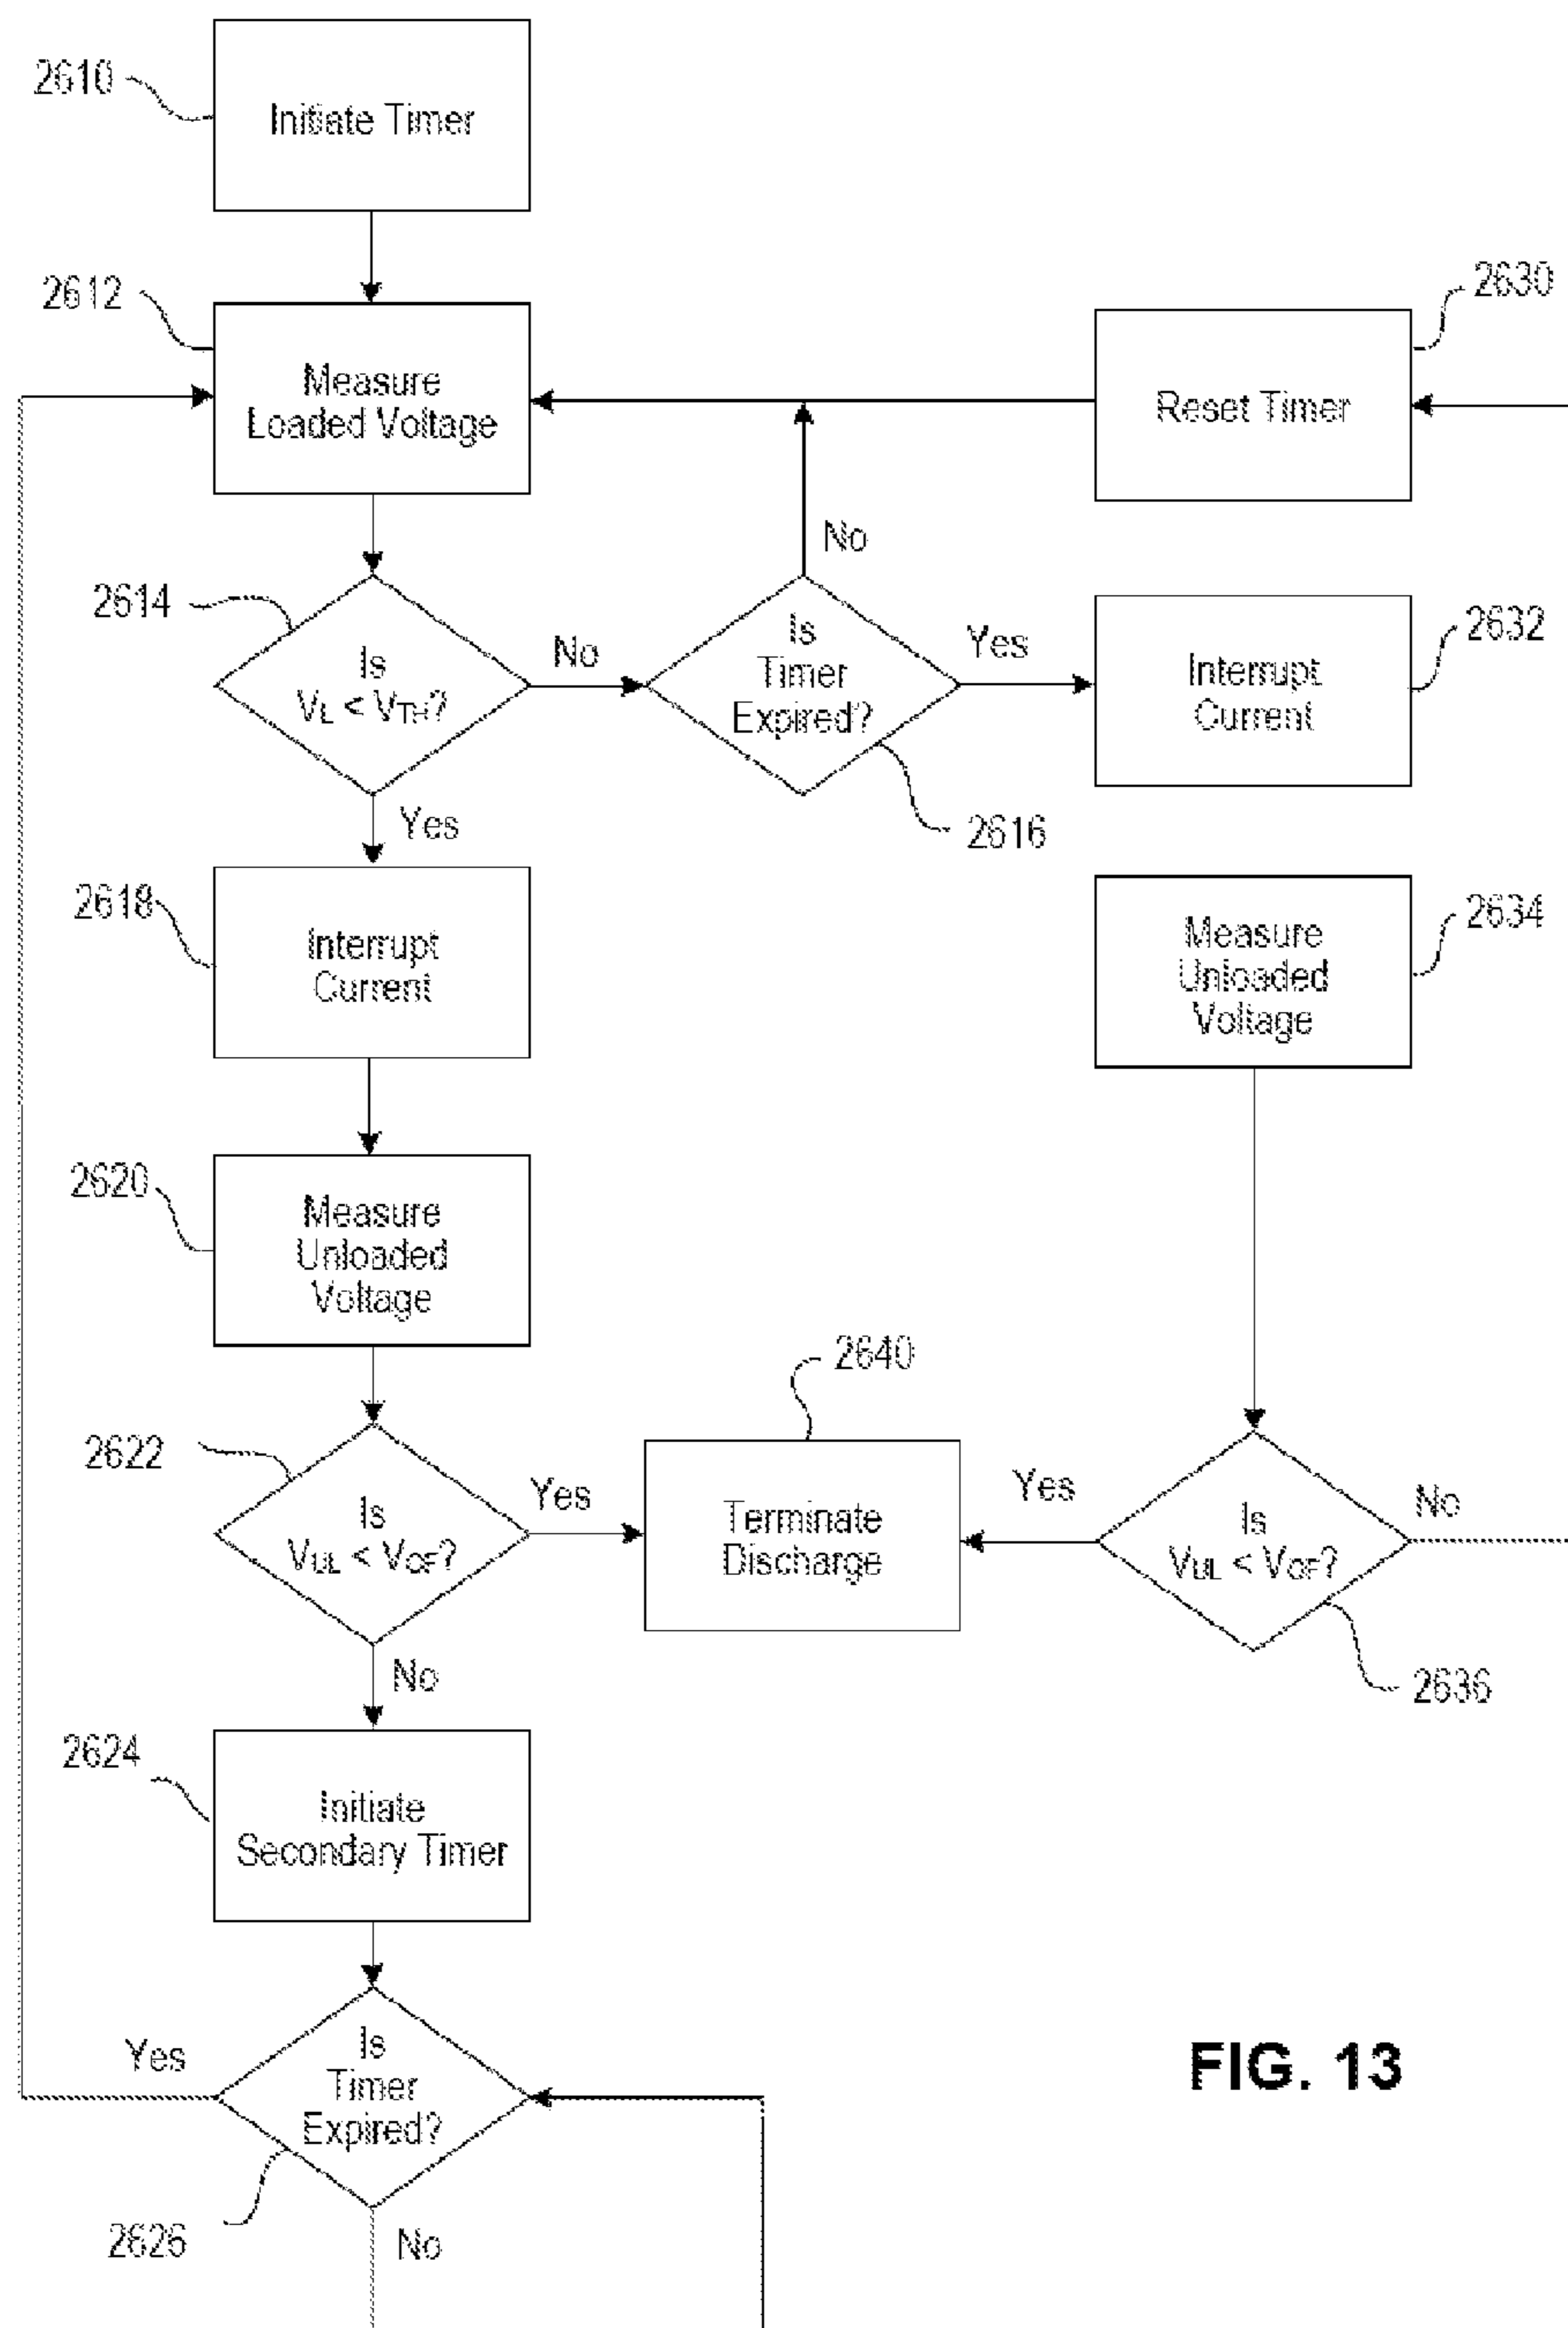 2610
Initiate Timer
2612
Measure
Loaded Voltage
2630
Reset Timer
No
2614
Is
VL < VTH?
No
Is
Timer
Expired?
Yes
2632
Interrupt
Current
2616
Yes
2618
Interrupt
Current
2634
Measure
Unloaded
Voltage
2620
Measure
Unloaded
Voltage
2640
2622
Is
VUL < VOF?
Yes
Terminate
Discharge
Yes
Is
VUL < VOF?
No
2636
No
2624
Initiate
Secondary Timer
Yes
Is
Timer
Expired?
FIG. 13
2626
No